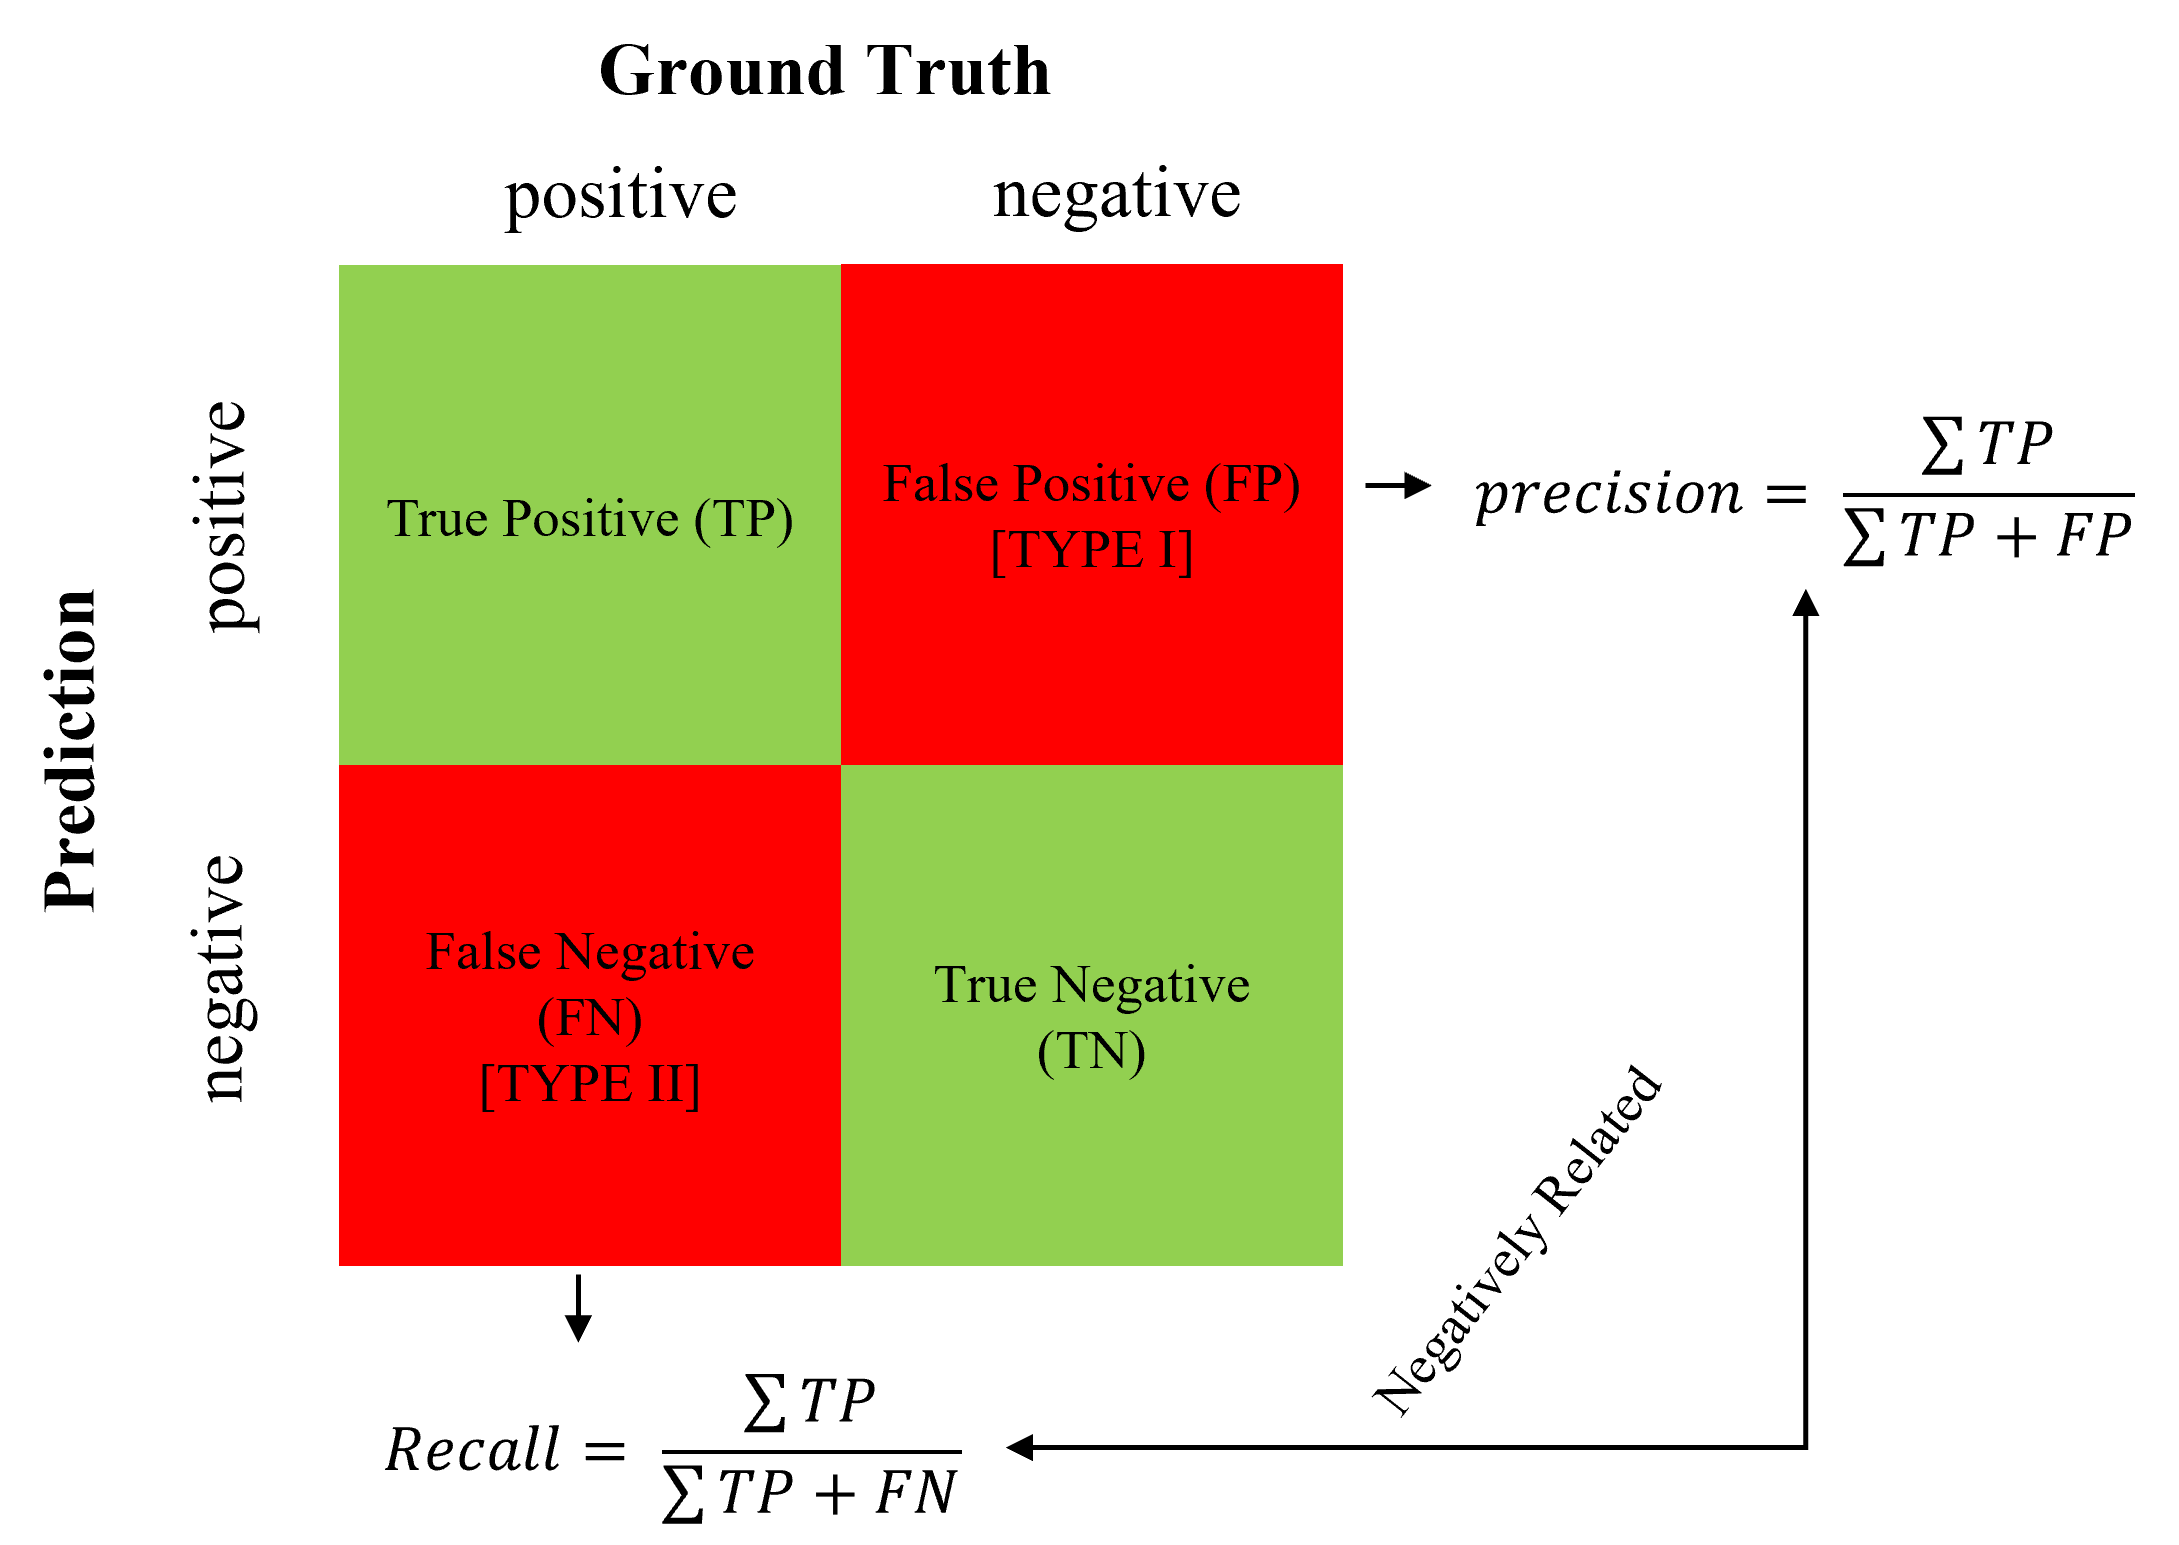 Ground Truth
positive
negative
Prediction
positive
negative
True Positive (TP)
False Positive (FP)
[TYPE I]
False Negative
(FN)
[TYPE II]
True Negative
(TN)
precision = ∑ TP / ∑ TP + FP
Negatively Related
Recall = ∑ TP / ∑ TP + FN